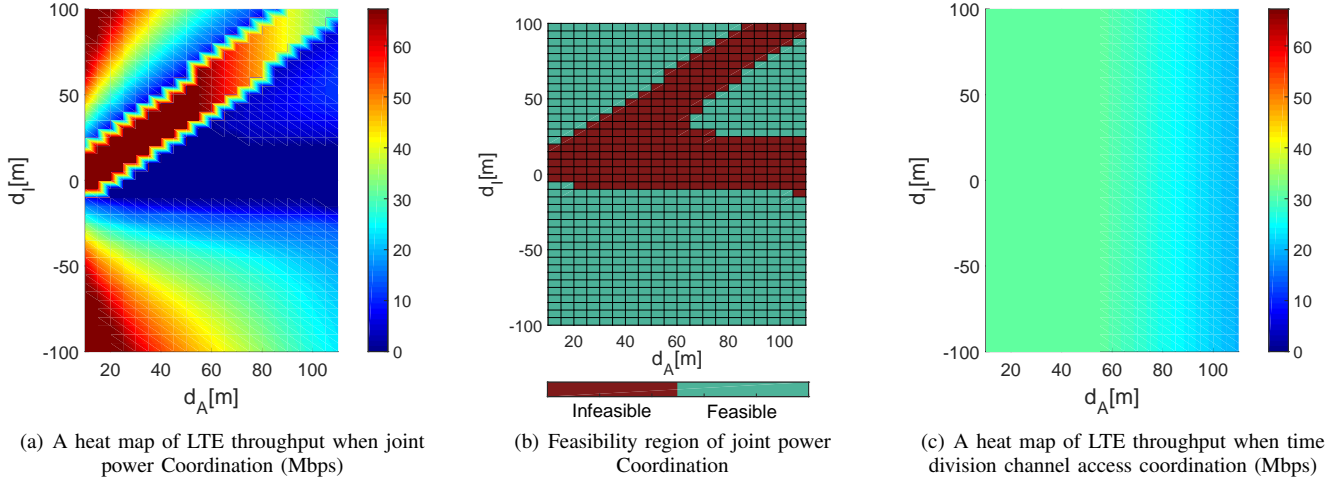 100
50
0
-50
-100
d_I[m]
20 40 60 80 100
d_A[m]
60
50
40
30
20
10
0
(a) A heat map of LTE throughput when joint
power Coordination (Mbps)
100
50
0
-50
-100
d_I[m]
20 40 60 80 100
d_A[m]
Infeasible Feasible
(b) Feasibility region of joint power
Coordination
100
50
0
-50
-100
d_I[m]
20 40 60 80 100
d_A[m]
60
50
40
30
20
10
0
(c) A heat map of LTE throughput when time
division channel access coordination (Mbps)